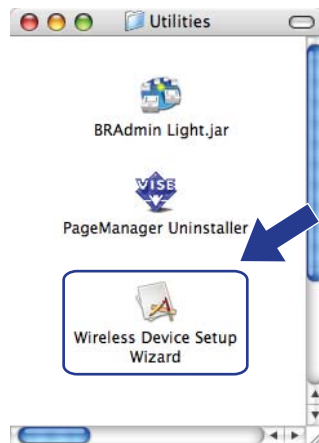 Utilities
BRAdmin Light.jar
VISE
PageManager Uninstaller
Wireless Device Setup
Wizard